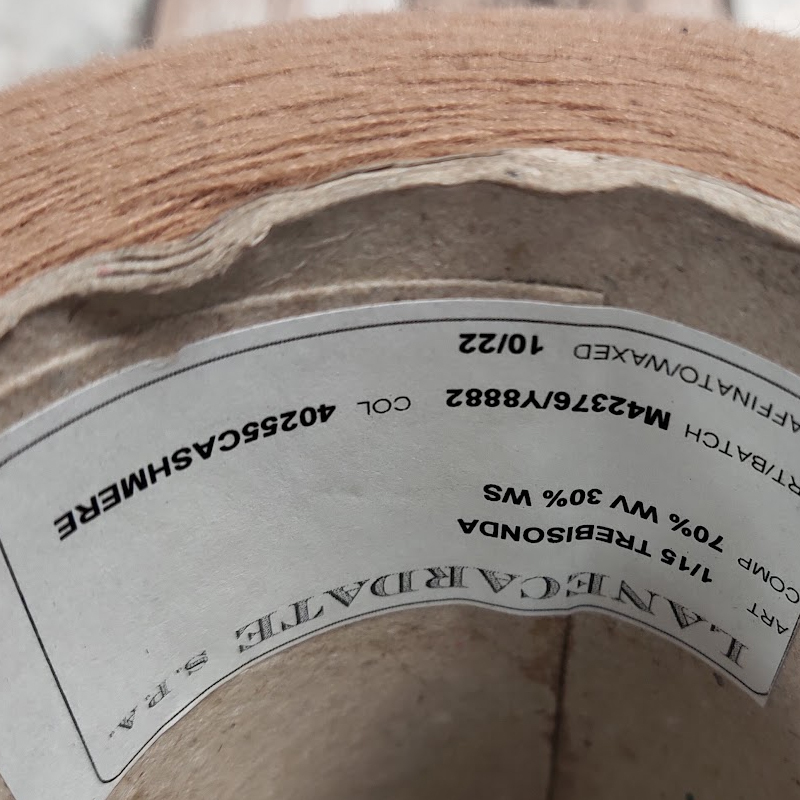 LANECARDATE S.P.A.
ART 1/15 TREBISONDA
COMP 70% WV 30% WS
RT/BATCH M42376/Y8882 COL 40255CASHMERE
AFFINATO/WAXED 10/22